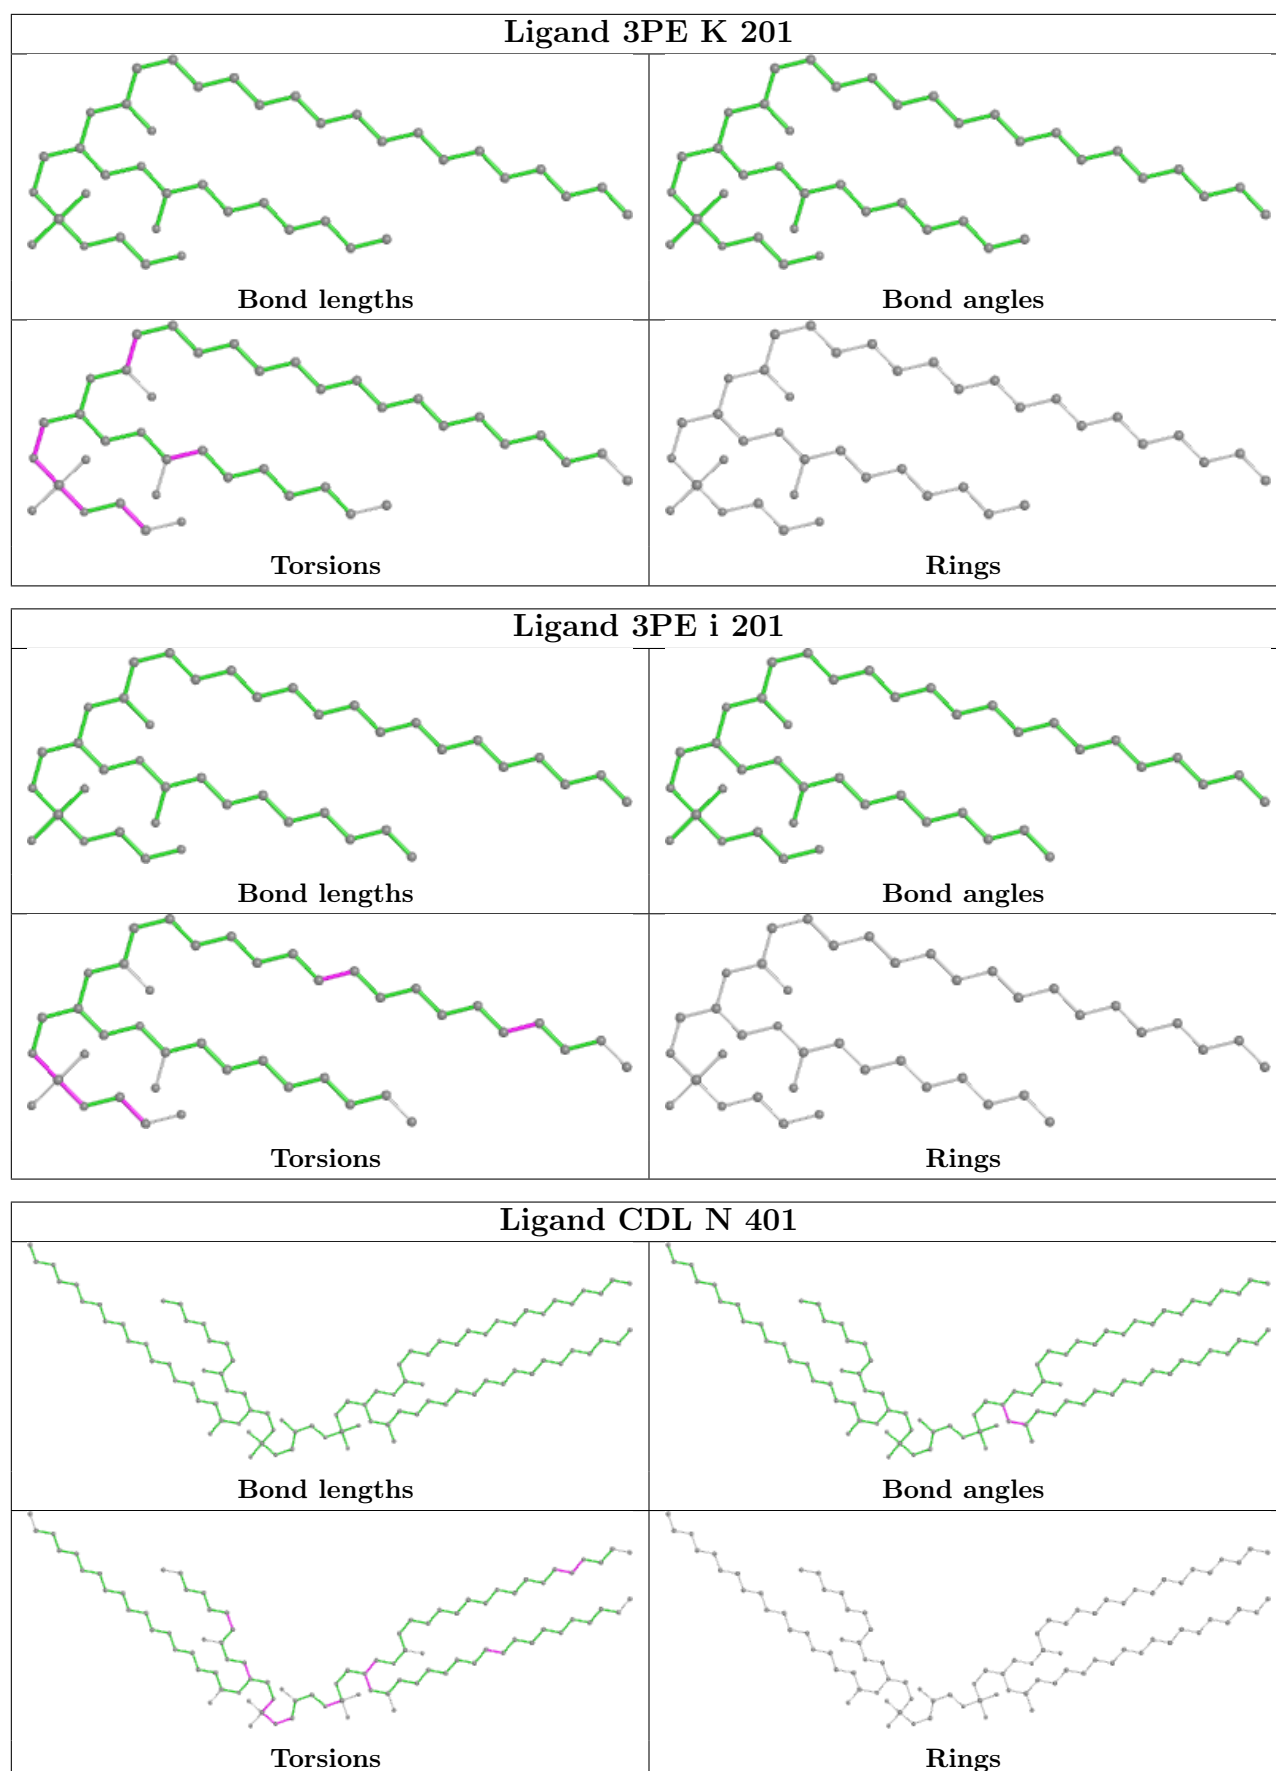 Ligand 3PE K 201
Bond lengths
Bond angles
Torsions
Rings
Ligand 3PE i 201
Bond lengths
Bond angles
Torsions
Rings
Ligand CDL N 401
Bond lengths
Bond angles
Torsions
Rings